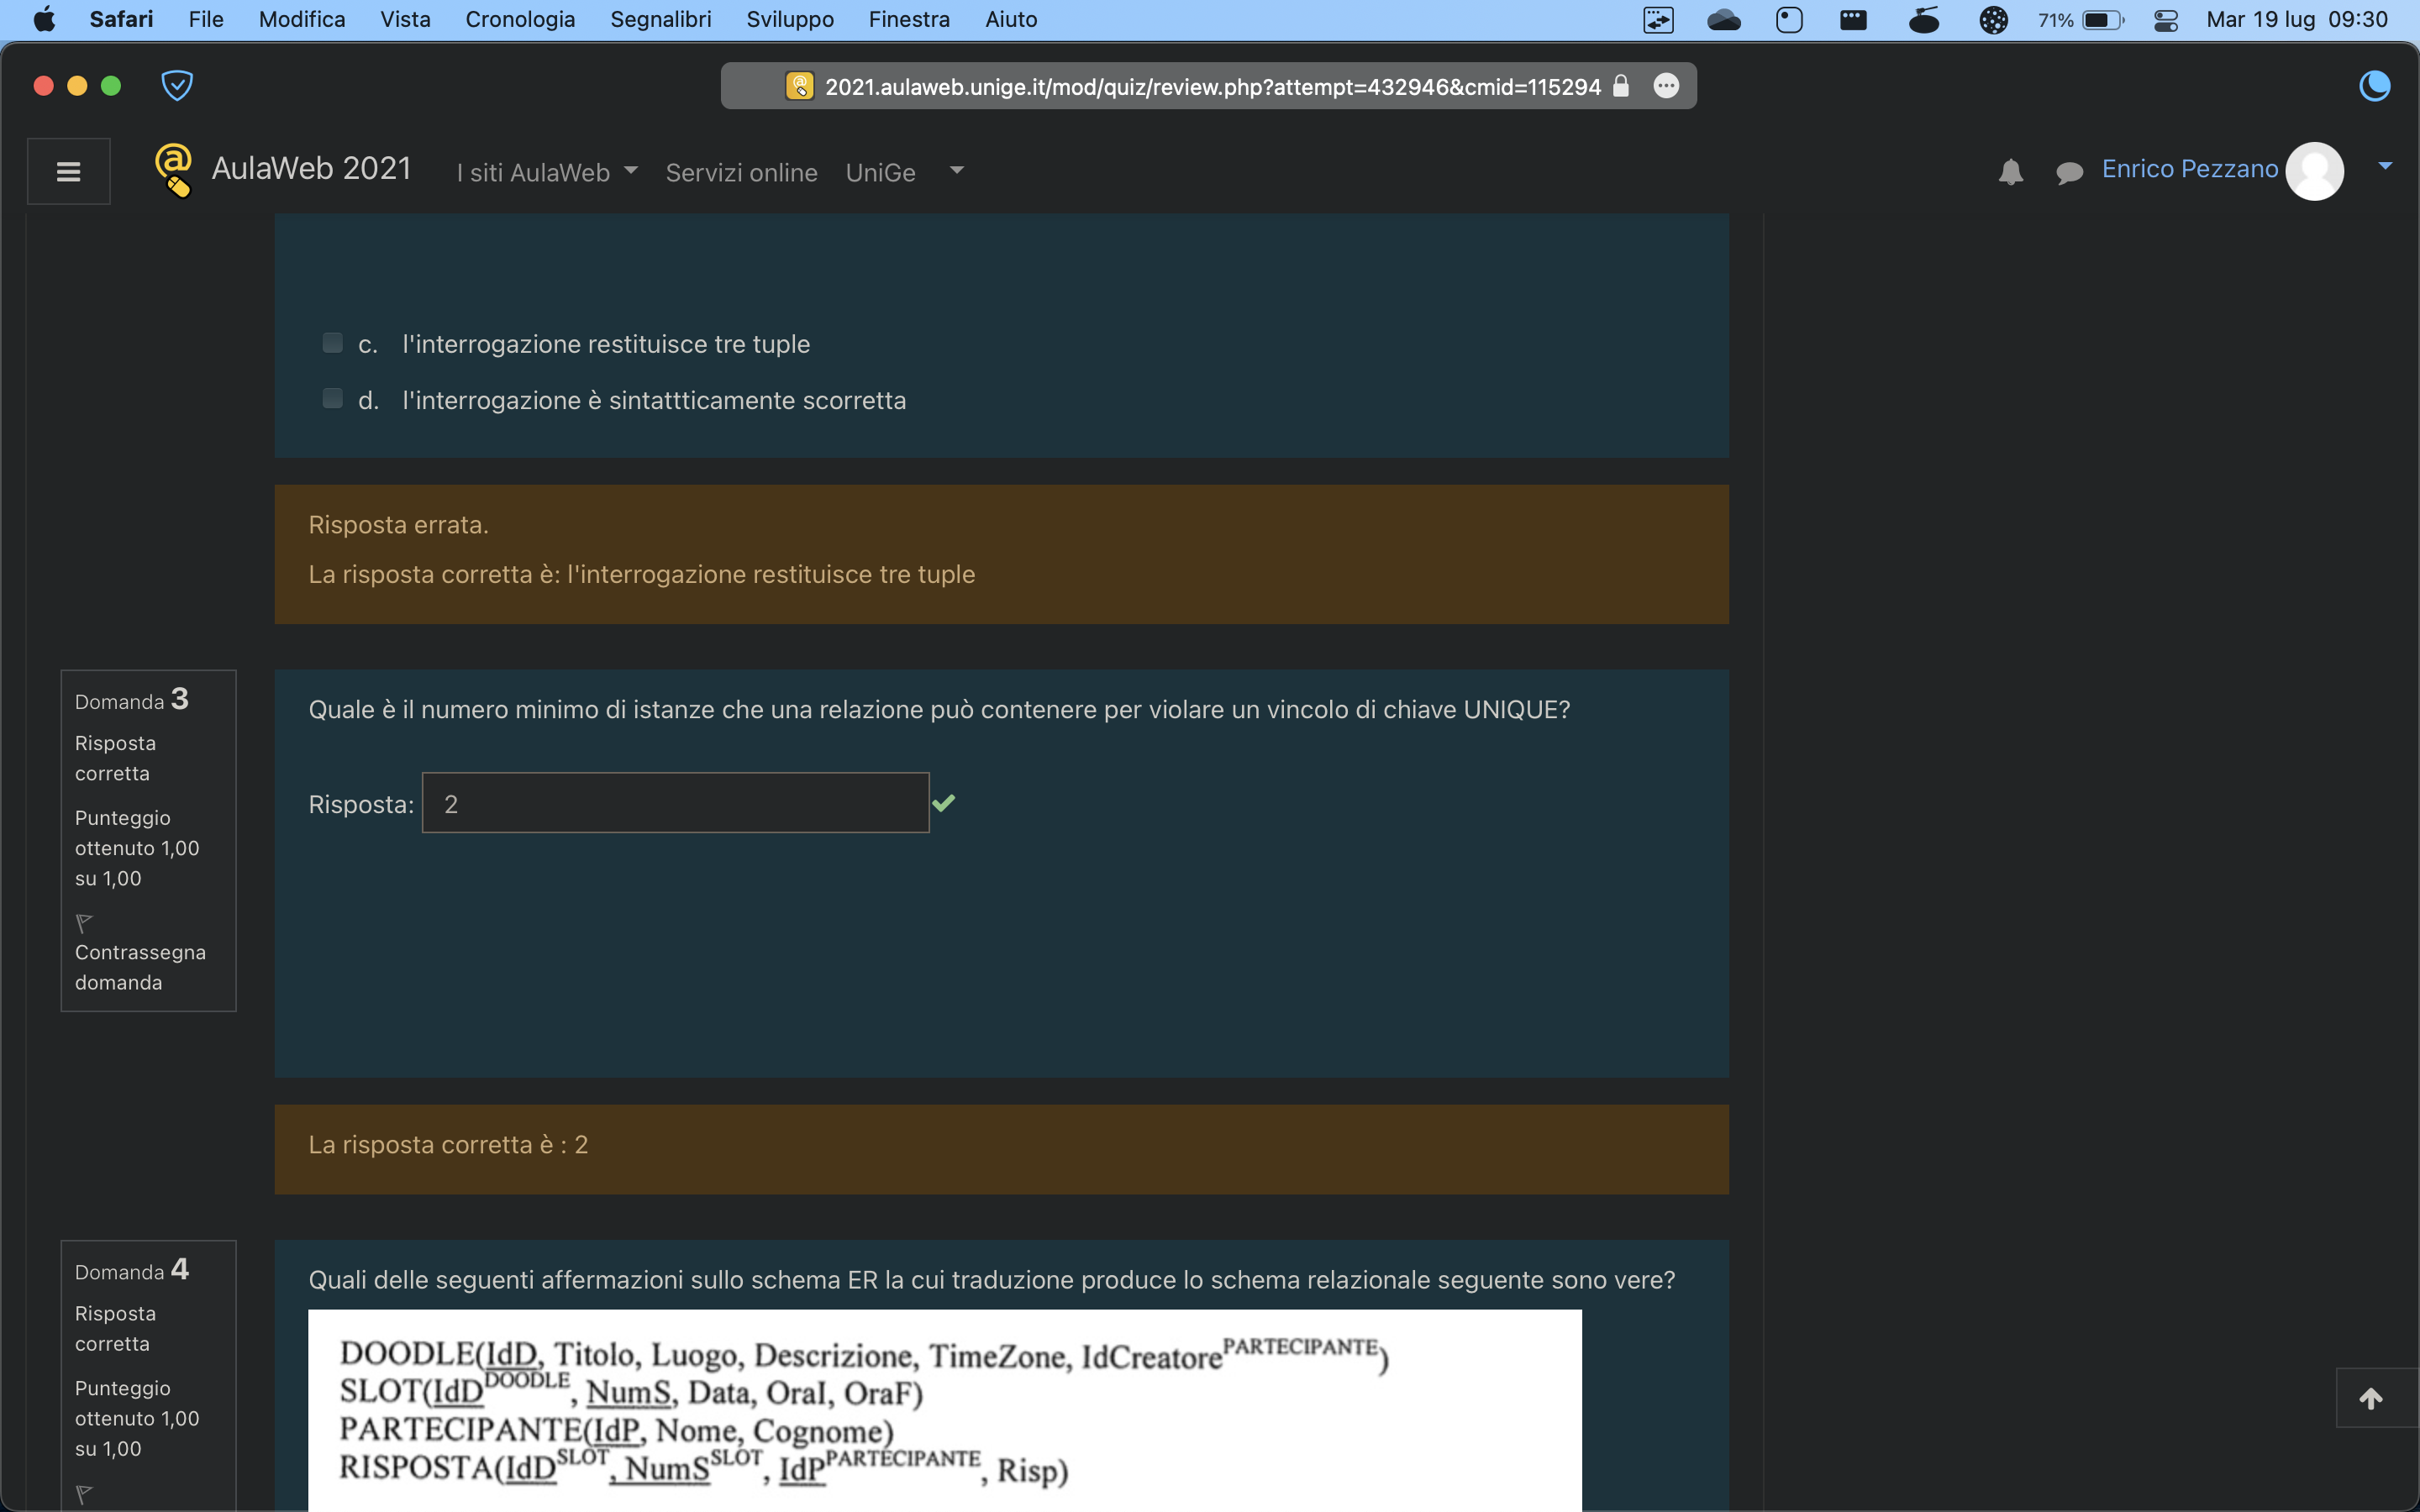 Safari File Modifica Vista Cronologia Segnalibri Sviluppo Finestra Aiuto 71% Mar 19 lug 09:30
2021.aulaweb.unige.it/mod/quiz/review.php?attempt=432946&cmid=115294
AulaWeb 2021 I siti AulaWeb Servizi online UniGe Enrico Pezzano
c. l'interrogazione restituisce tre tuple
d. l'interrogazione è sintattticamente scorretta
Risposta errata.
La risposta corretta è: l'interrogazione restituisce tre tuple
Domanda 3
Risposta
corretta
Punteggio
ottenuto 1,00
su 1,00
Contrassegna
domanda
Quale è il numero minimo di istanze che una relazione può contenere per violare un vincolo di chiave UNIQUE?
Risposta: 2
La risposta corretta è : 2
Domanda 4
Risposta
corretta
Punteggio
ottenuto 1,00
su 1,00
Quali delle seguenti affermazioni sullo schema ER la cui traduzione produce lo schema relazionale seguente sono vere?
DOODLE(IdD, Titolo, Luogo, Descrizione, TimeZone, IdCreatore^PARTECIPANTE)
SLOT(IdD^DOODLE, NumS, Data, OraI, OraF)
PARTECIPANTE(IdP, Nome, Cognome)
RISPOSTA(IdD^SLOT, NumS^SLOT, IdP^PARTECIPANTE, Risp)